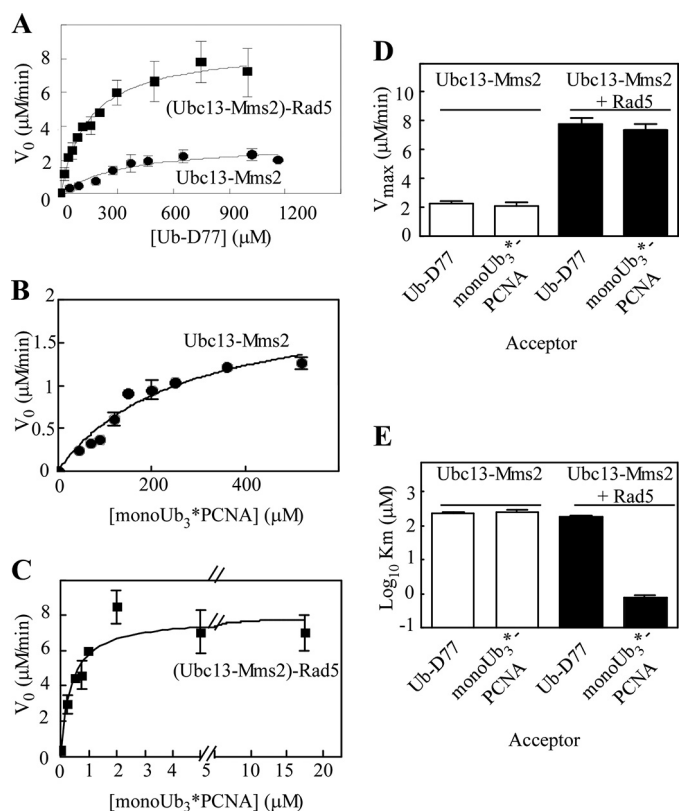 A
8
6
4
2
0
V0 (μM/min)
(Ubc13-Mms2)-Rad5
Ubc13-Mms2
0 300 600 900 1200
[Ub-D77] (μM)
B
2
1.5
1
0.5
0
V0 (μM/min)
Ubc13-Mms2
0 200 400
[monoUb3*PCNA] (μM)
C
8
6
4
2
0
V0 (μM/min)
(Ubc13-Mms2)-Rad5
0 1 2 3 4 5 10 15 20
[monoUb3*PCNA] (μM)
D
Ubc13-Mms2
Ubc13-Mms2
+ Rad5
10
8
6
4
2
0
Vmax (μM/min)
Ub-D77
monoUb3*-
PCNA
Ub-D77
monoUb3*-
PCNA
Acceptor
E
Ubc13-Mms2
Ubc13-Mms2
+ Rad5
3
2
1
0
-1
Log10 Km (μM)
Ub-D77
monoUb3*-
PCNA
Ub-D77
monoUb3*-
PCNA
Acceptor